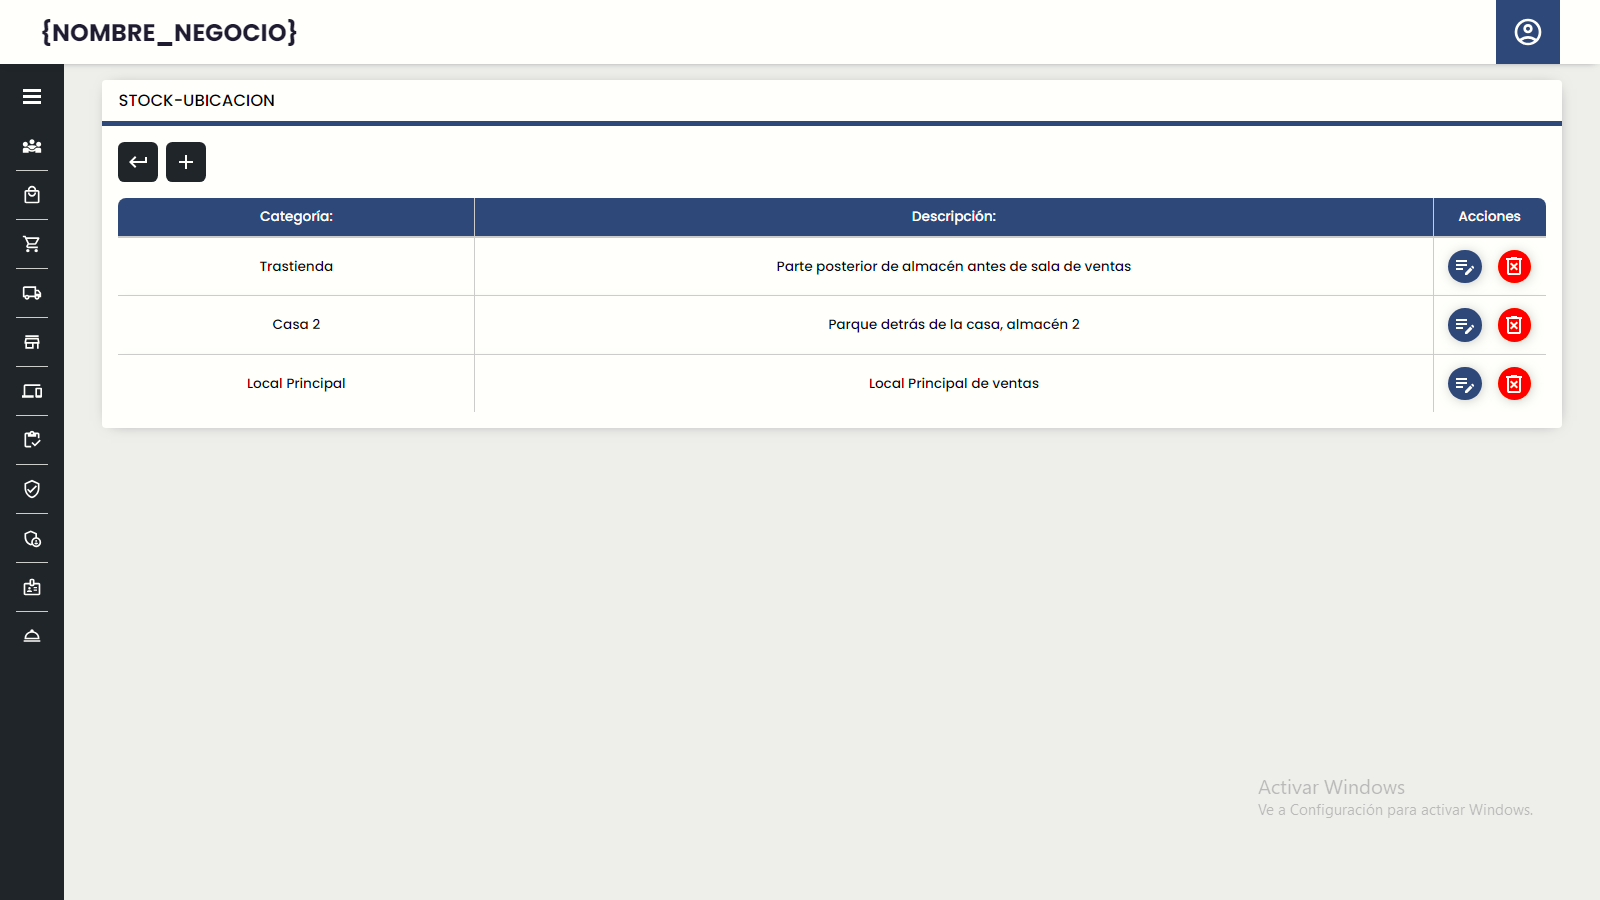 {NOMBRE_NEGOCIO}
STOCK-UBICACION
Categoría: Descripción: Acciones
Trastienda Parte posterior de almacén antes de sala de ventas
Casa 2 Parque detrás de la casa, almacén 2
Local Principal Local Principal de ventas
Activar Windows
Ve a Configuración para activar Windows.